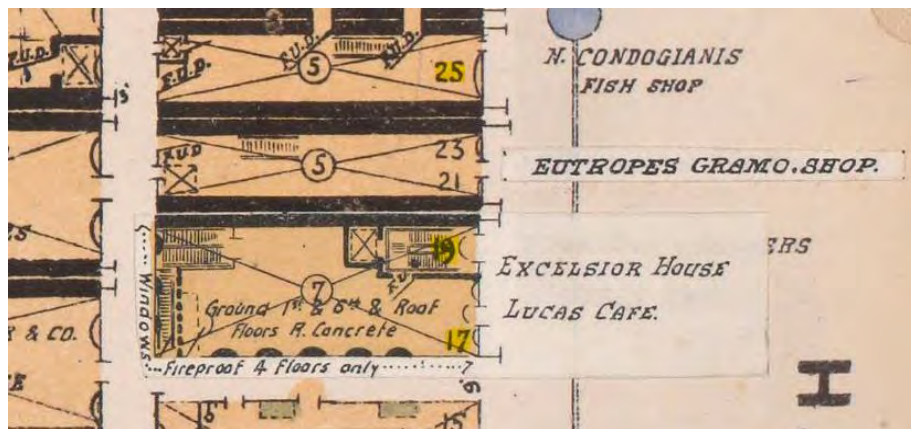 F.U.D.
F.U.D.
F.U.D.
F.U.D.
5
25
N. CONDOGIANIS
FISH SHOP
F.U.D
5
23
21
EUTROPES GRAMO. SHOP.
ERS
19
EXCELSIOR HOUSE
LUCAS CAFE.
7
WINDOWS
Ground 1st & 6th & Roof
Floors R. Concrete
17
Fireproof 4 Floors only
R & CO.
H
15